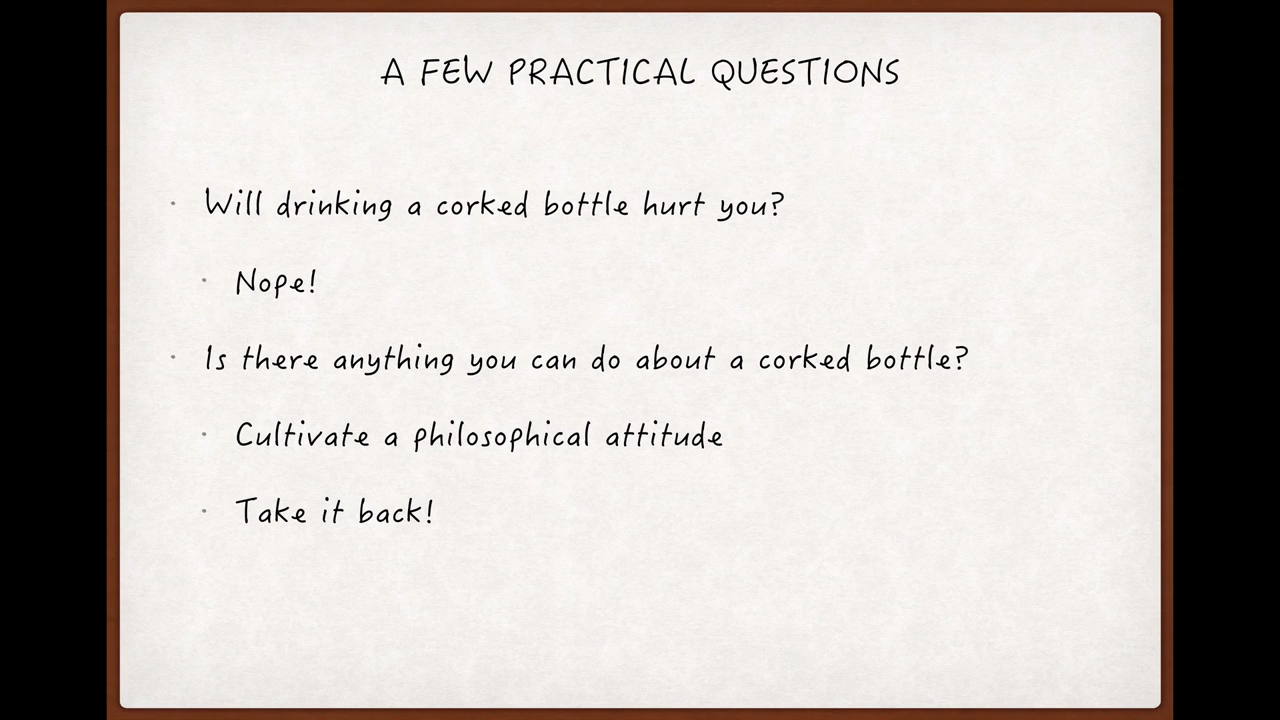 A FEW PRACTICAL QUESTIONS
Will drinking a corked bottle hurt you?
Nope!
Is there anything you can do about a corked bottle?
Cultivate a philosophical attitude
Take it back!